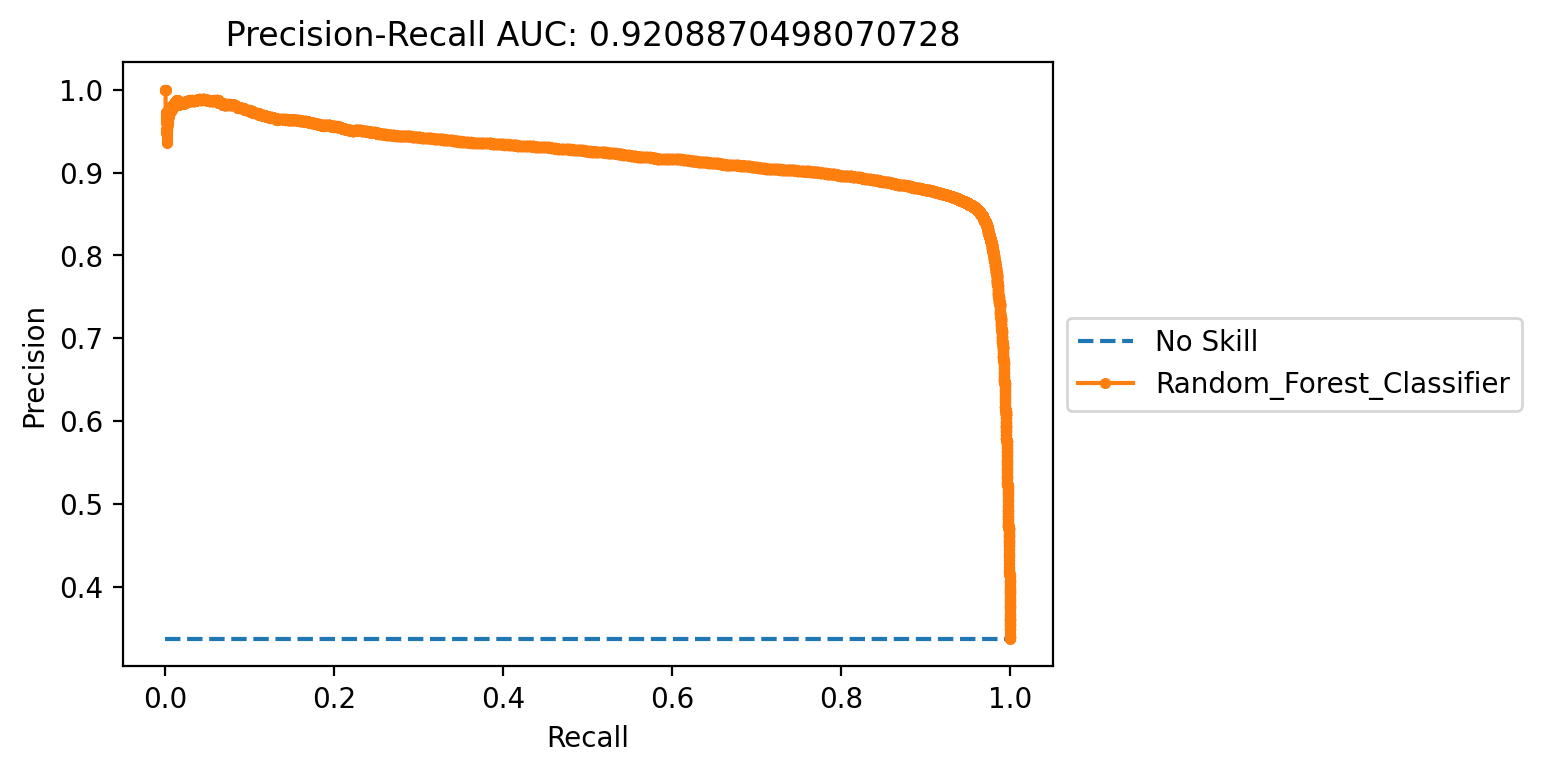 Precision-Recall AUC: 0.9208870498070728
1.0
0.9
0.8
0.7
0.6
0.5
0.4
Precision
0.0 0.2 0.4 0.6 0.8 1.0
Recall
No Skill
Random_Forest_Classifier